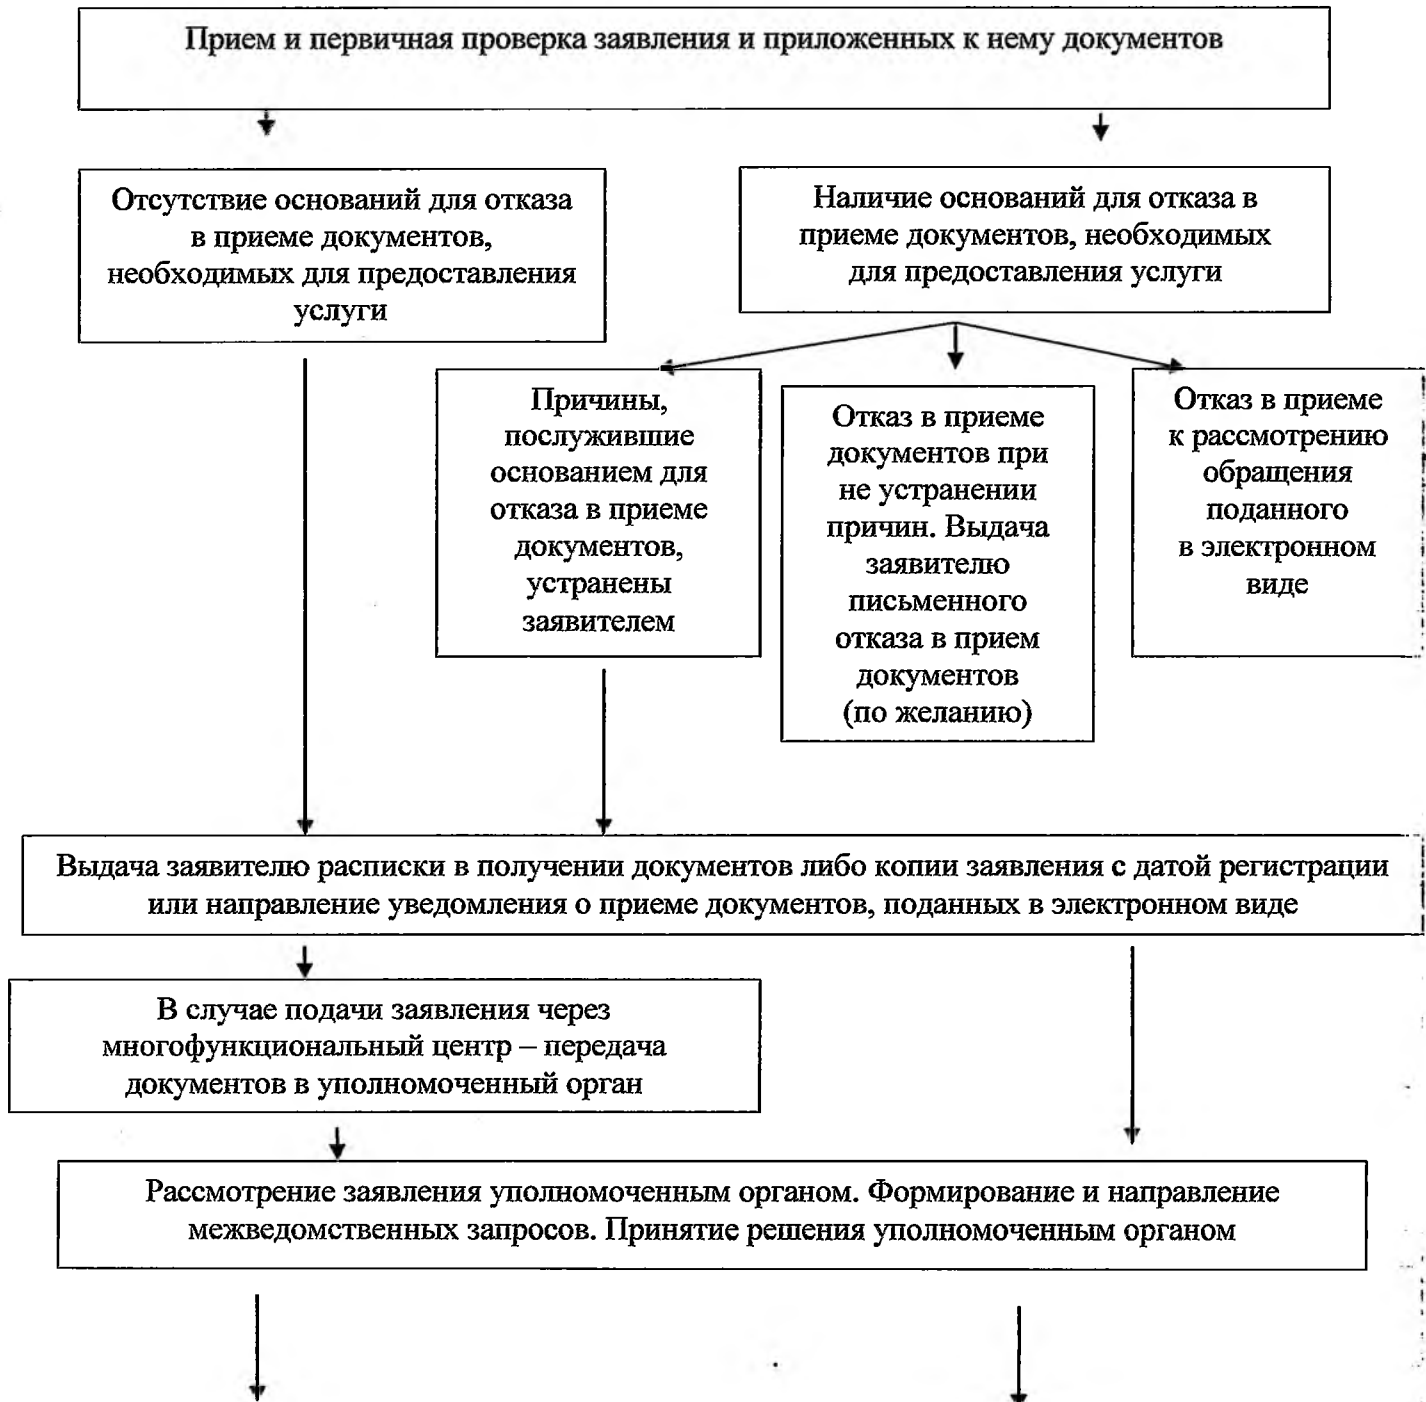 Прием и первичная проверка заявления и приложенных к нему документов
Отсутствие оснований для отказа
в приеме документов,
необходимых для предоставления
услуги
Наличие оснований для отказа в
приеме документов, необходимых
для предоставления услуги
Причины,
послужившие
основанием для
отказа в приеме
документов,
устранены
заявителем
Отказ в приеме
документов при
не устранении
причин. Выдача
заявителю
письменного
отказа в прием
документов
(по желанию)
Отказ в приеме
к рассмотрению
обращения
поданного
в электронном
виде
Выдача заявителю расписки в получении документов либо копии заявления с датой регистрации
или направление уведомления о приеме документов, поданных в электронном виде
В случае подачи заявления через
многофункциональный центр – передача
документов в уполномоченный орган
Рассмотрение заявления уполномоченным органом. Формирование и направление
межведомственных запросов. Принятие решения уполномоченным органом